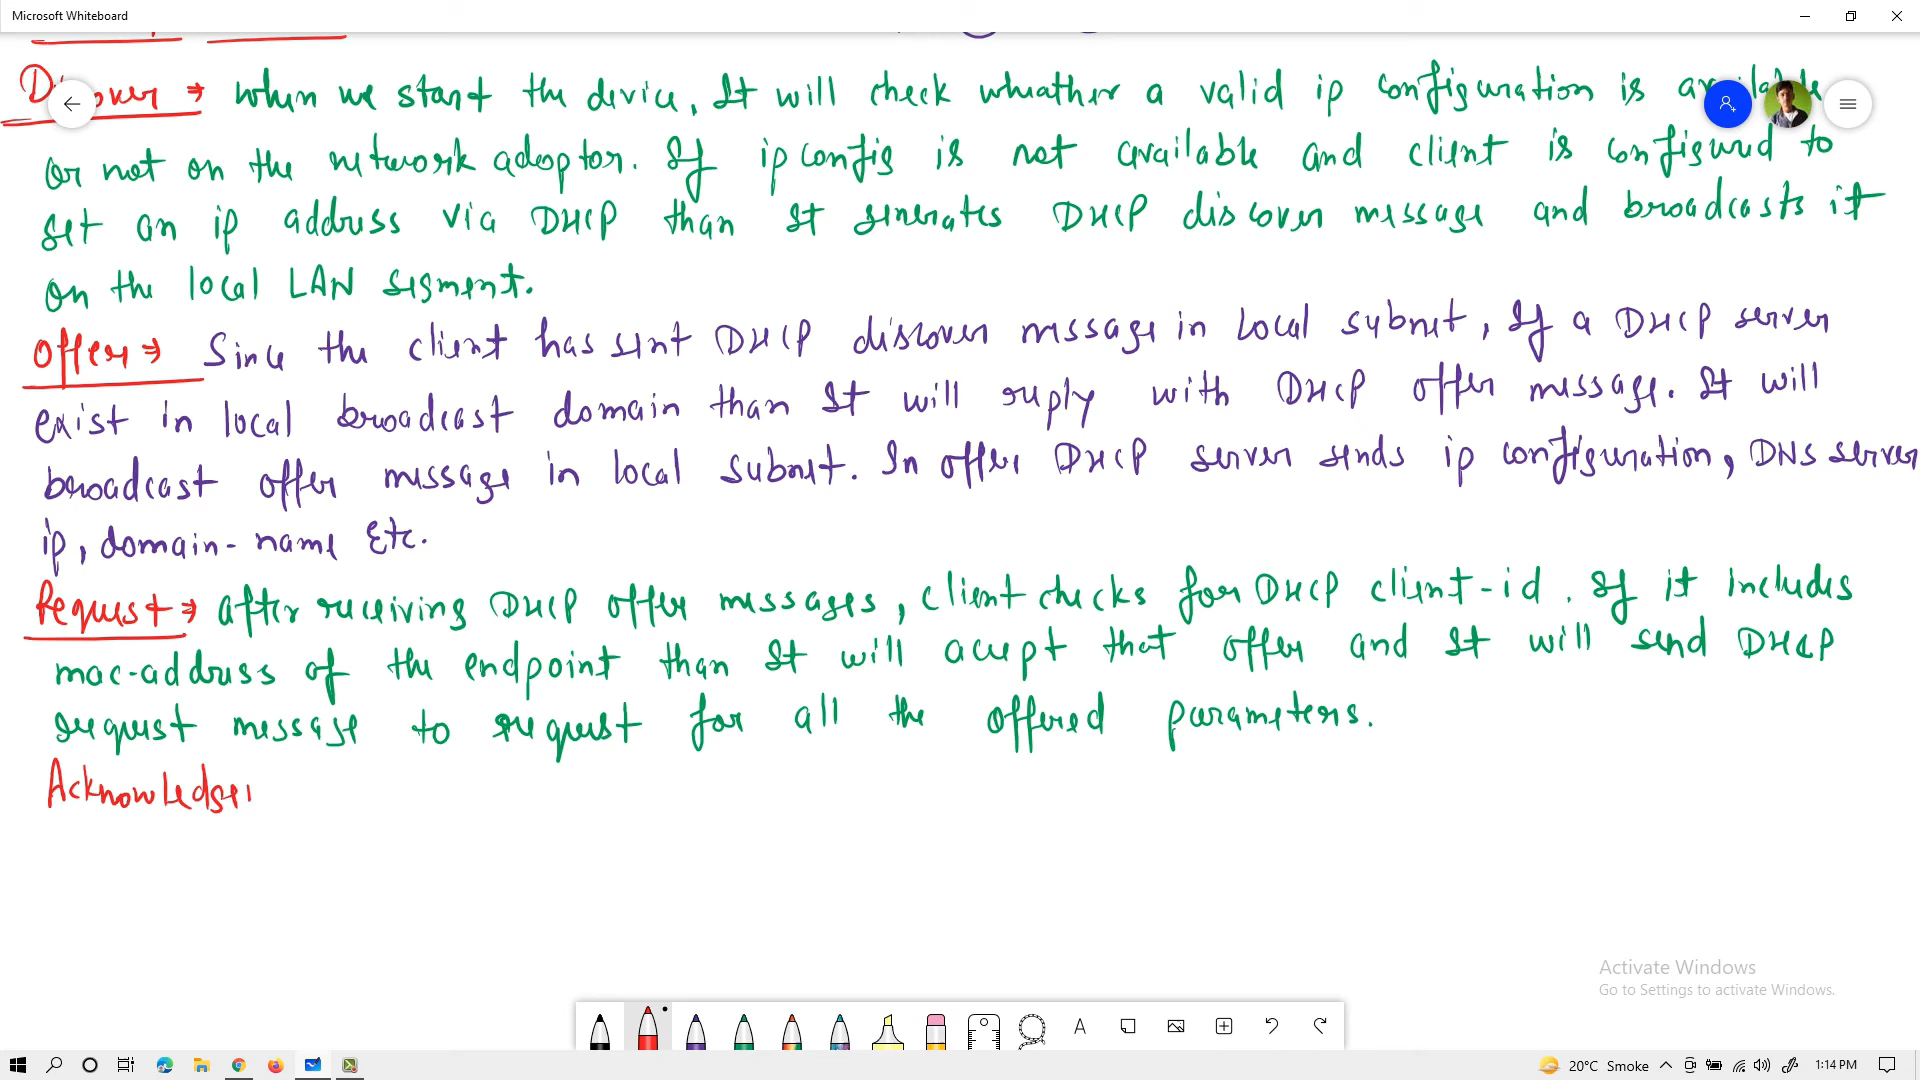 Microsoft Whiteboard
Discover → When we start the device, It will check wheather a valid ip configuration is available
or not on the network adaptor. If ipconfig is not available and client is configured to
get an ip address via DHCP than It generates DHCP discover message and broadcasts it
on the local LAN segment.
Offer → Since the client has sent DHCP discover message in local subnet, If a DHCP server
exist in local broadcast domain than It will reply with DHCP offer message. It will
broadcast offer message in local subnet. In offer DHCP server sends ip configuration, DNS server
ip, domain-name Etc.
Request → after receiving DHCP offer messages, client checks for DHCP client-id. If it includes
mac-address of the endpoint than It will accept that offer and It will send DHCP
request message to request for all the offered parameters.
Acknowledge
Activate Windows
Go to Settings to activate Windows.
20°C Smoke 1:14 PM